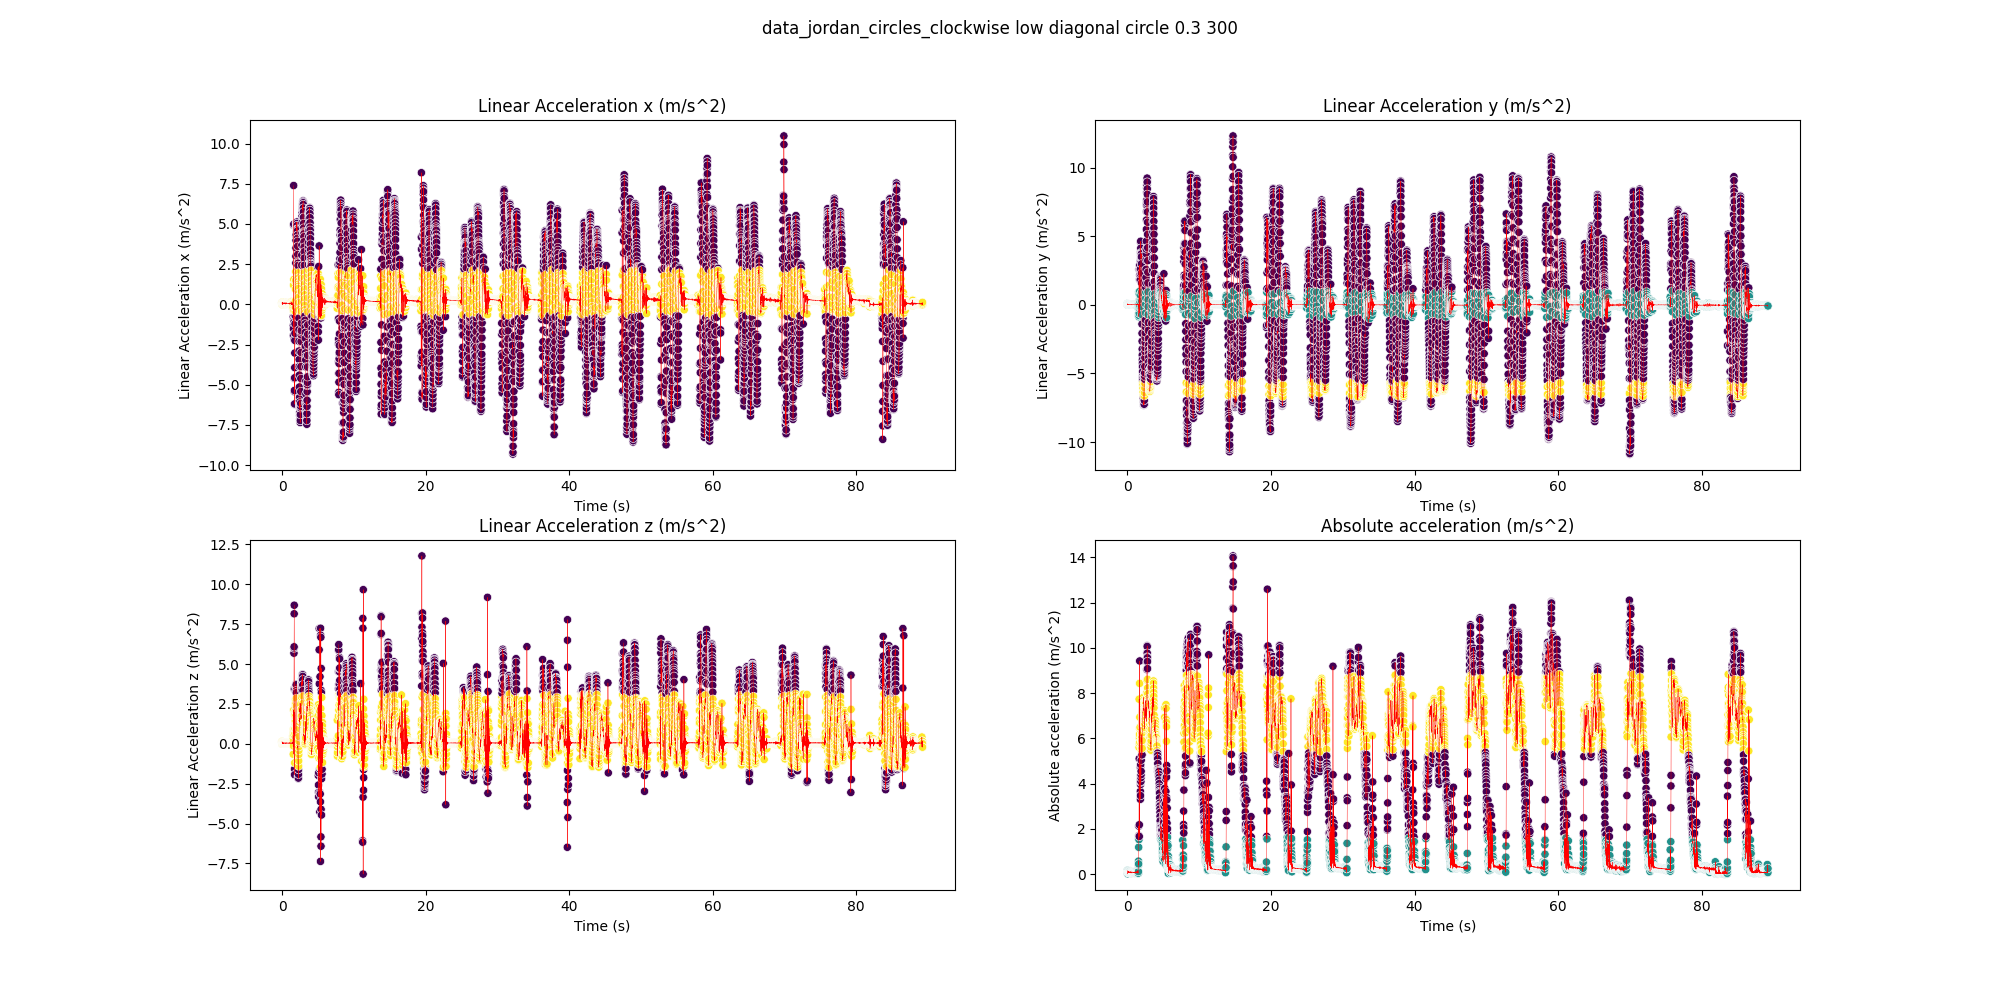 data_jordan_circles_clockwise low diagonal circle 0.3 300
Linear Acceleration x (m/s^2)
Linear Acceleration x (m/s^2)
10.0
7.5
5.0
2.5
0.0
−2.5
−5.0
−7.5
−10.0
0 20 40 60 80
Time (s)
Linear Acceleration y (m/s^2)
Linear Acceleration y (m/s^2)
10
5
0
−5
−10
0 20 40 60 80
Time (s)
Linear Acceleration z (m/s^2)
Linear Acceleration z (m/s^2)
12.5
10.0
7.5
5.0
2.5
0.0
−2.5
−5.0
−7.5
0 20 40 60 80
Time (s)
Absolute acceleration (m/s^2)
Absolute acceleration (m/s^2)
14
12
10
8
6
4
2
0
0 20 40 60 80
Time (s)